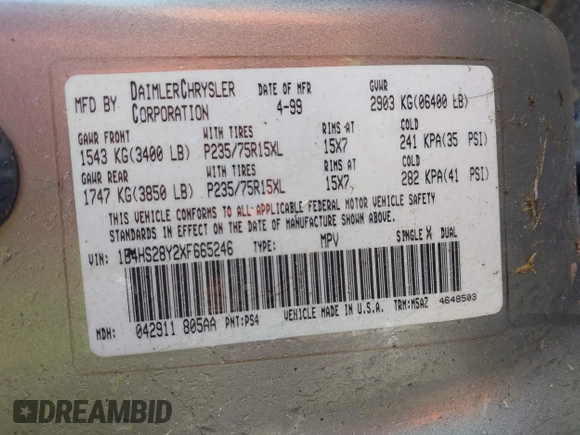 MFD BY DAIMLERCHRYSLER CORPORATION DATE OF MFR 4-99 GVWR 2903 KG(06400 LB)
GAWR FRONT WITH TIRES RIMS AT COLD
1543 KG(3400 LB) P235/75R15XL 15X7 241 KPA(35 PSI)
GAWR REAR WITH TIRES RIMS AT COLD
1747 KG(3850 LB) P235/75R15XL 15X7 282 KPA(41 PSI)
THIS VEHICLE CONFORMS TO ALL APPLICABLE FEDERAL MOTOR VEHICLE SAFETY
STANDARDS IN EFFECT ON THE DATE OF MANUFACTURE SHOWN ABOVE.
VIN: 1B4HS28Y2XF665246 TYPE: MPV SINGLE X DUAL
MDH: 042911 805AA PNT:PS4 VEHICLE MADE IN U.S.A. TRM:M5AZ 4648503
DREAMBID